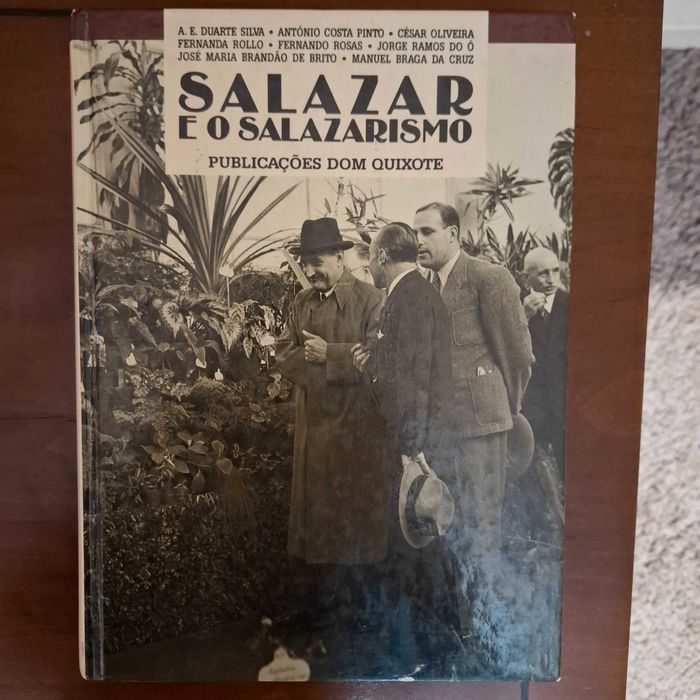 A. E. DUARTE SILVA • ANTÓNIO COSTA PINTO • CÉSAR OLIVEIRA
FERNANDA ROLLO • FERNANDO ROSAS • JORGE RAMOS DO Ó
JOSÉ MARIA BRANDÃO DE BRITO • MANUEL BRAGA DA CRUZ
SALAZAR
E O SALAZARISMO
PUBLICAÇÕES DOM QUIXOTE